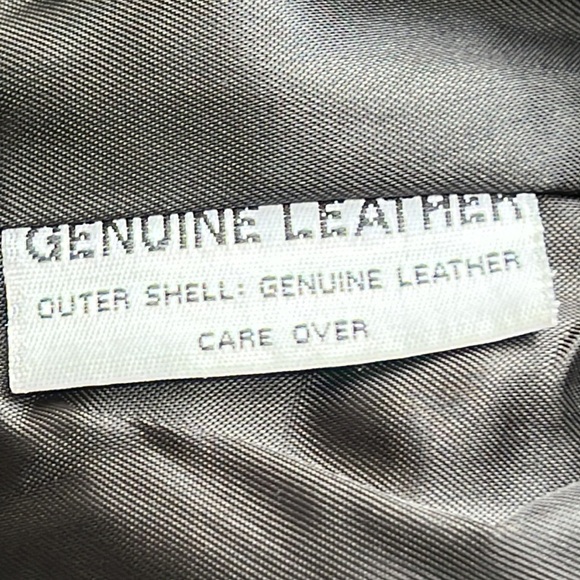 GENUINE LEATHER
OUTER SHELL: GENUINE LEATHER
CARE OVER